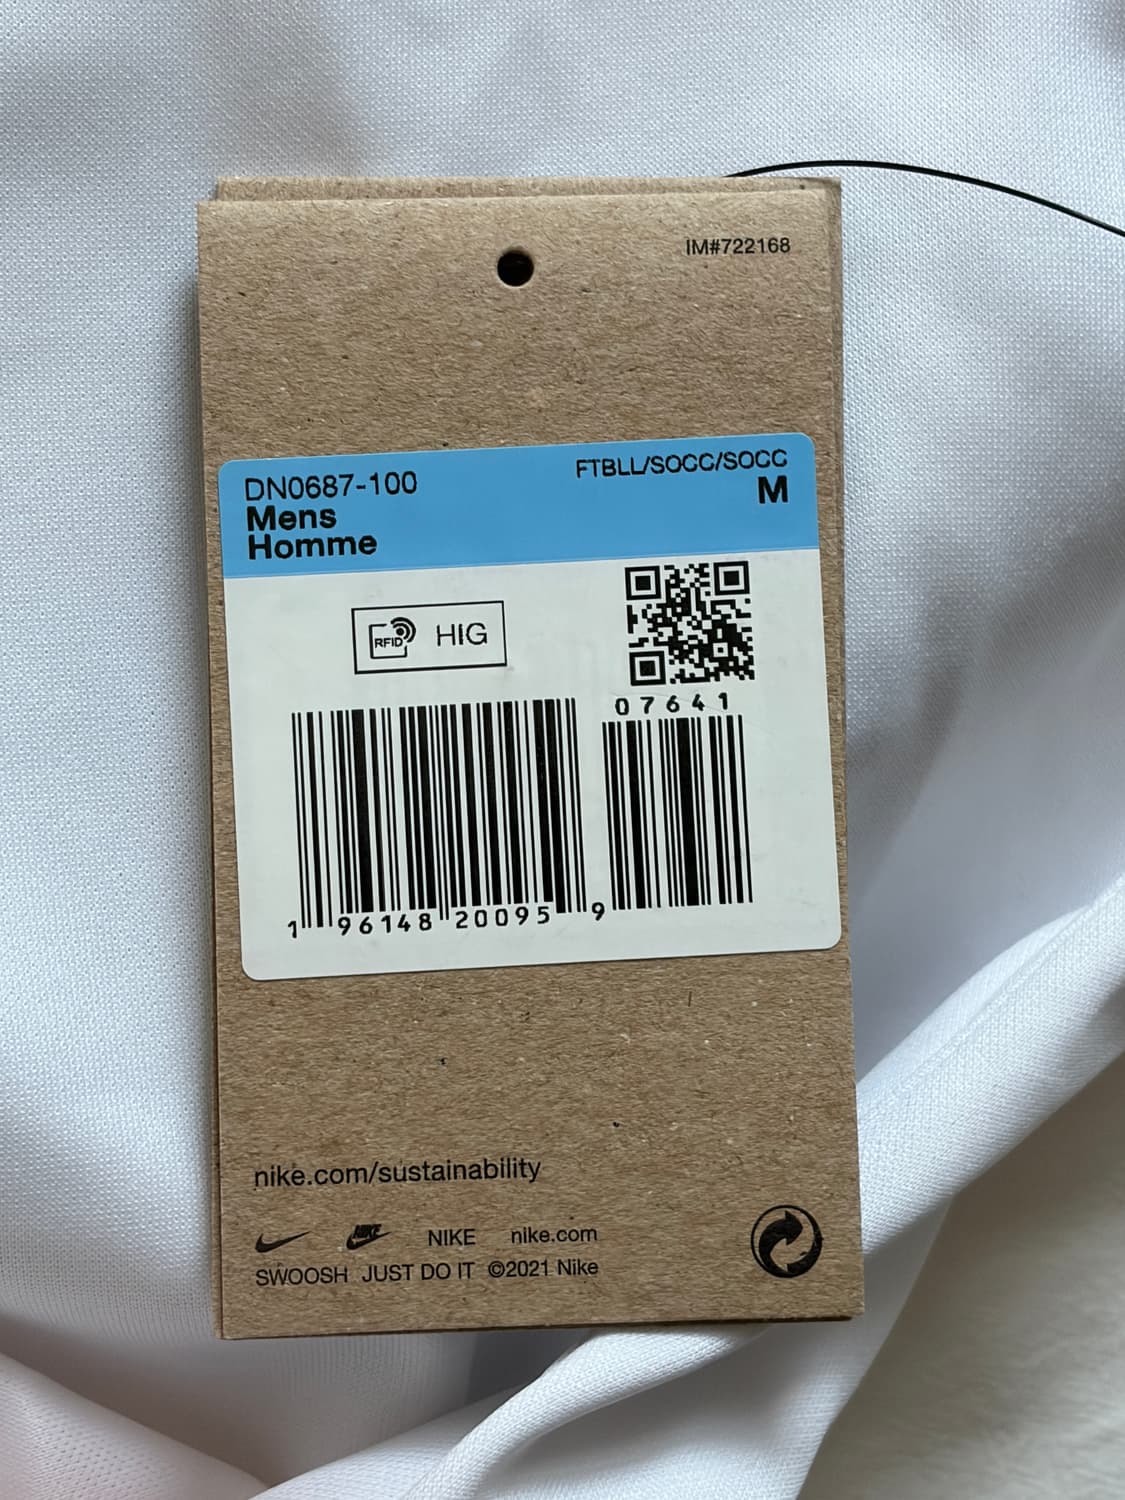 IM#722168
DN0687-100
FTBLL/SOCC/SOCC
Mens
M
Homme
RFID HIG
07641
1 96148 20095 9
nike.com/sustainability
NIKE NIKE nike.com
SWOOSH JUST DO IT ©2021 Nike